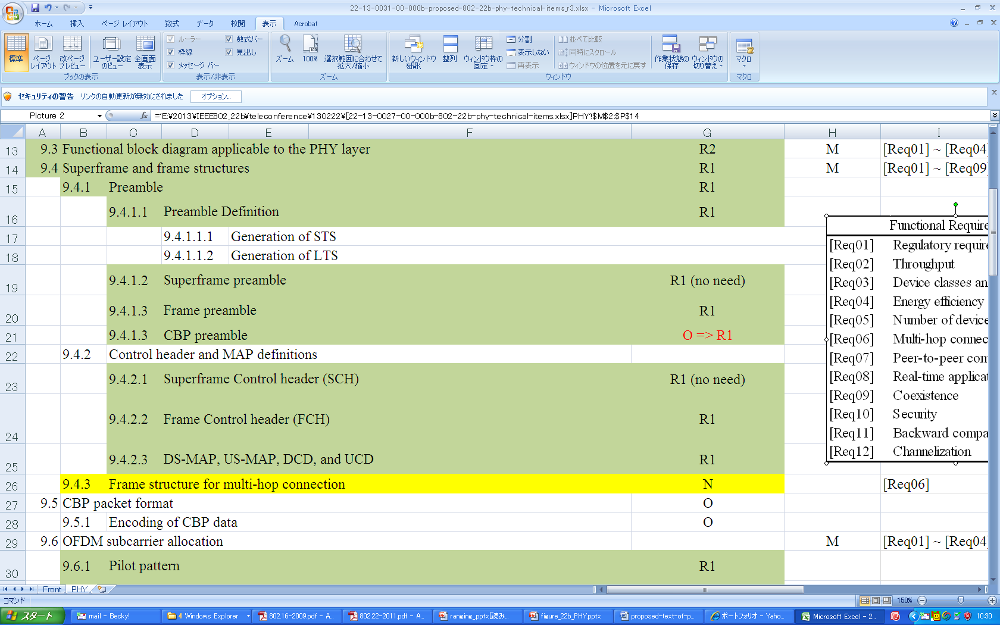 22-13-0031-00-000b-proposed-802-22b-phy-technical-items_r3.xlsx - Microsoft Excel
ホーム 挿入 ページ レイアウト 数式 データ 校閲 表示 Acrobat
標準 ページ レイアウト 改ページ プレビュー ユーザー設定 のビュー 全画面 表示
ブックの表示
ルーラー 数式バー
枠線 見出し
メッセージ バー
表示/非表示
ズーム 100% 選択範囲に合わせて 拡大/縮小
ズーム
新しいウィンドウ を開く 整列 ウィンドウ枠の 固定
分割 並べて比較
表示しない 同時にスクロール
再表示 ウィンドウの位置を元に戻す
作業状態の 保存 ウィンドウの 切り替え
ウィンドウ
マクロ
マクロ
セキュリティの警告 リンクの自動更新が無効にされました オプション...
Picture 2 fx ='E:¥2013¥IEEE802_22b¥teleconference¥130222¥[22-13-0027-00-000b-802-22b-phy-technical-items.xlsx]PHY'!$M$2:$P$14
A B C D E F G H I
13 9.3 Functional block diagram applicable to the PHY layer R2 M [Req01] ~ [Req04]
14 9.4 Superframe and frame structures R1 M [Req01] ~ [Req09]
15 9.4.1 Preamble R1
16 9.4.1.1 Preamble Definition R1
17 9.4.1.1.1 Generation of STS
18 9.4.1.1.2 Generation of LTS
19 9.4.1.2 Superframe preamble R1 (no need)
20 9.4.1.3 Frame preamble R1
21 9.4.1.3 CBP preamble O => R1
22 9.4.2 Control header and MAP definitions
23 9.4.2.1 Superframe Control header (SCH) R1 (no need)
24 9.4.2.2 Frame Control header (FCH) R1
25 9.4.2.3 DS-MAP, US-MAP, DCD, and UCD R1
26 9.4.3 Frame structure for multi-hop connection N [Req06]
27 9.5 CBP packet format O
28 9.5.1 Encoding of CBP data O
29 9.6 OFDM subcarrier allocation M [Req01] ~ [Req04]
30 9.6.1 Pilot pattern R1
Functional Require
[Req01] Regulatory require
[Req02] Throughput
[Req03] Device classes an
[Req04] Energy efficiency
[Req05] Number of device
[Req06] Multi-hop connec
[Req07] Peer-to-peer com
[Req08] Real-time applicat
[Req09] Coexistence
[Req10] Security
[Req11] Backward compa
[Req12] Channelization
Front PHY
コマンド 150%
スタート mail - Becky! 4 Windows Explorer 802.16-2009.pdf - A... 802.22-2011.pdf - A... ranging_pptx[読み... figure_22b_PHY.pptx proposed-text-of-p... ポートフォリオ - Yaho... Microsoft Excel - 2... 10:30